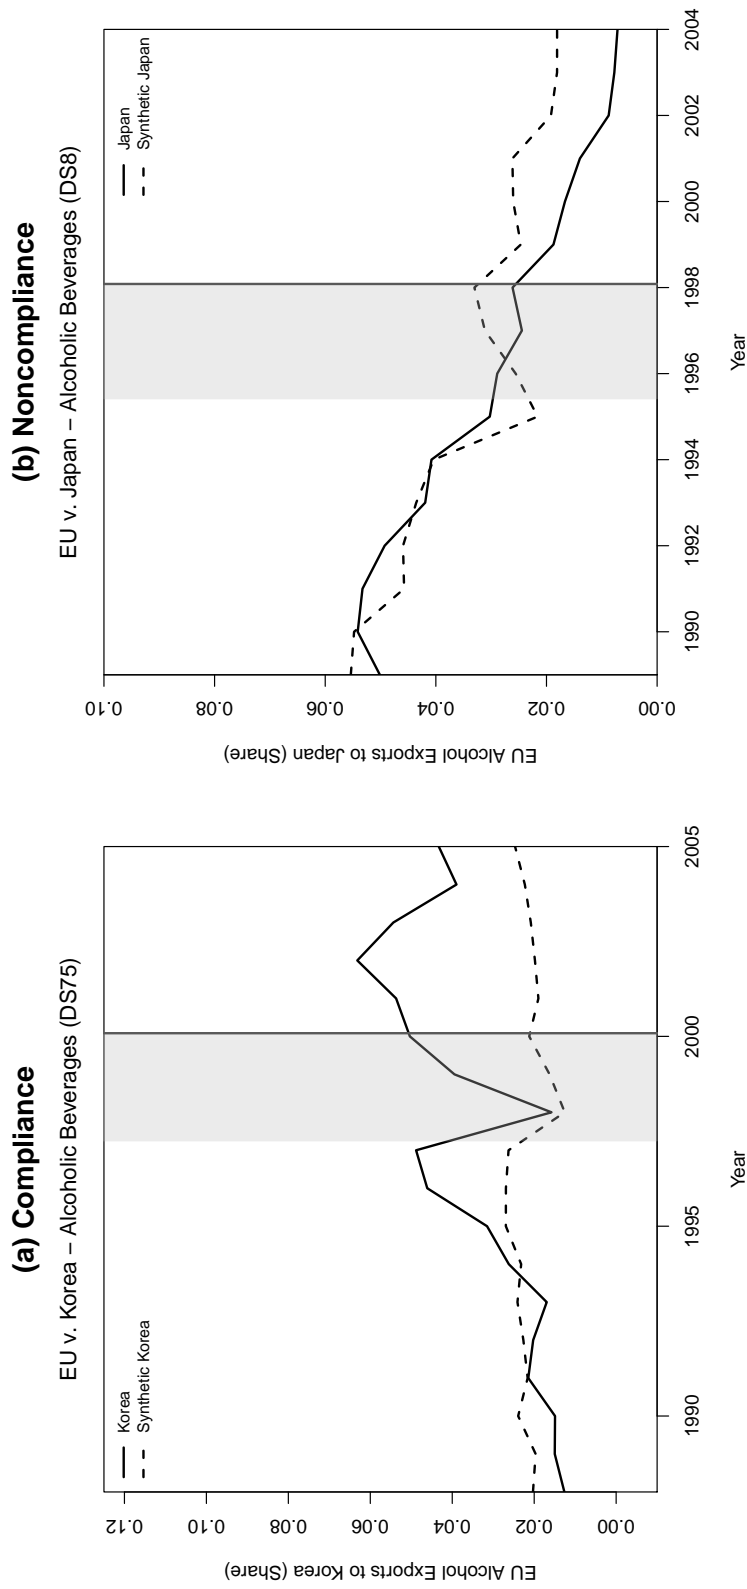 (a) Compliance
EU v. Korea − Alcoholic Beverages (DS75)
Korea
Synthetic Korea
EU Alcohol Exports to Korea (Share)
0.12
0.10
0.08
0.06
0.04
0.02
0.00
1990
1995
2000
2005
Year
(b) Noncompliance
EU v. Japan − Alcoholic Beverages (DS8)
Japan
Synthetic Japan
EU Alcohol Exports to Japan (Share)
0.10
0.08
0.06
0.04
0.02
0.00
1990
1992
1994
1996
1998
2000
2002
2004
Year